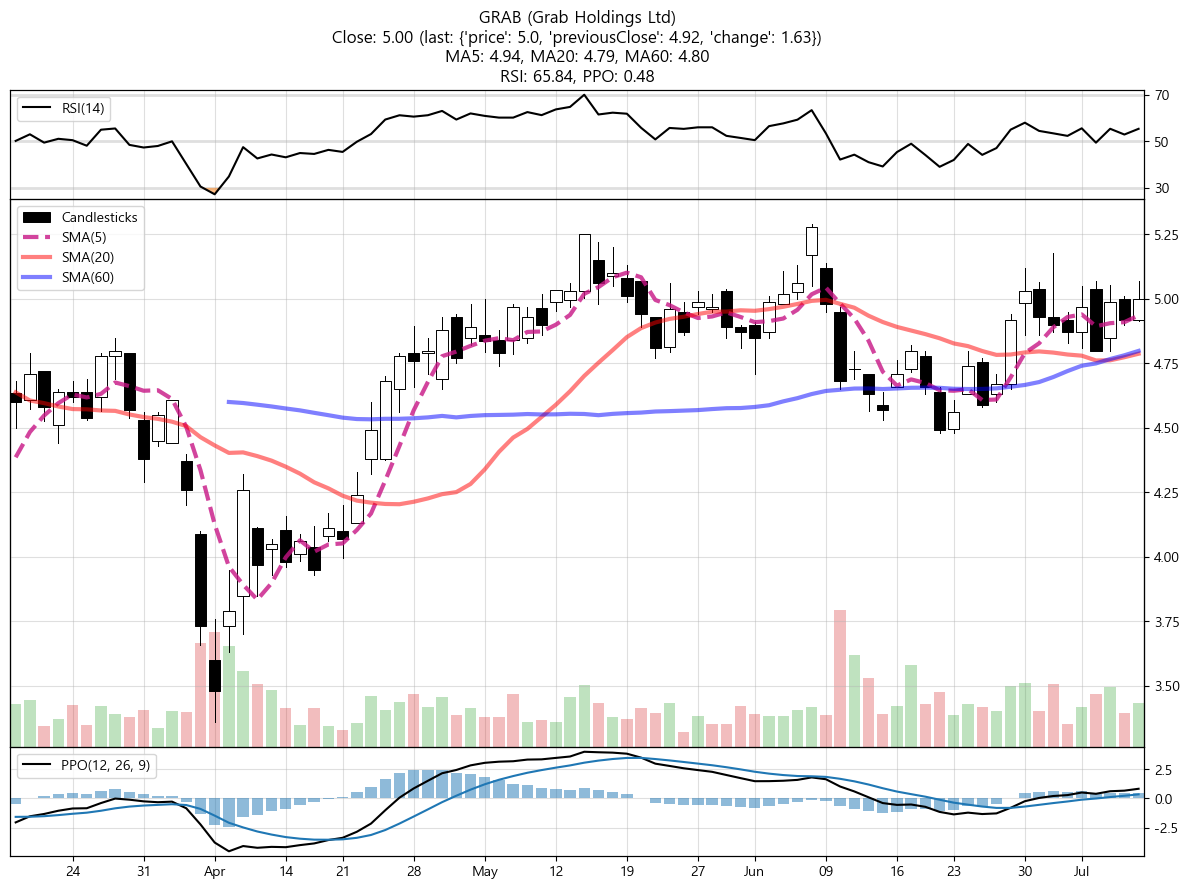 GRAB (Grab Holdings Ltd)
Close: 5.00 (last: {'price': 5.0, 'previousClose': 4.92, 'change': 1.63})
MA5: 4.94, MA20: 4.79, MA60: 4.80
RSI: 65.84, PPO: 0.48
RSI(14)
70
50
30
Candlesticks
SMA(5)
SMA(20)
SMA(60)
5.25
5.00
4.75
4.50
4.25
4.00
3.75
3.50
PPO(12, 26, 9)
2.5
0.0
-2.5
24 31 Apr 14 21 28 May 12 19 27 Jun 09 16 23 30 Jul